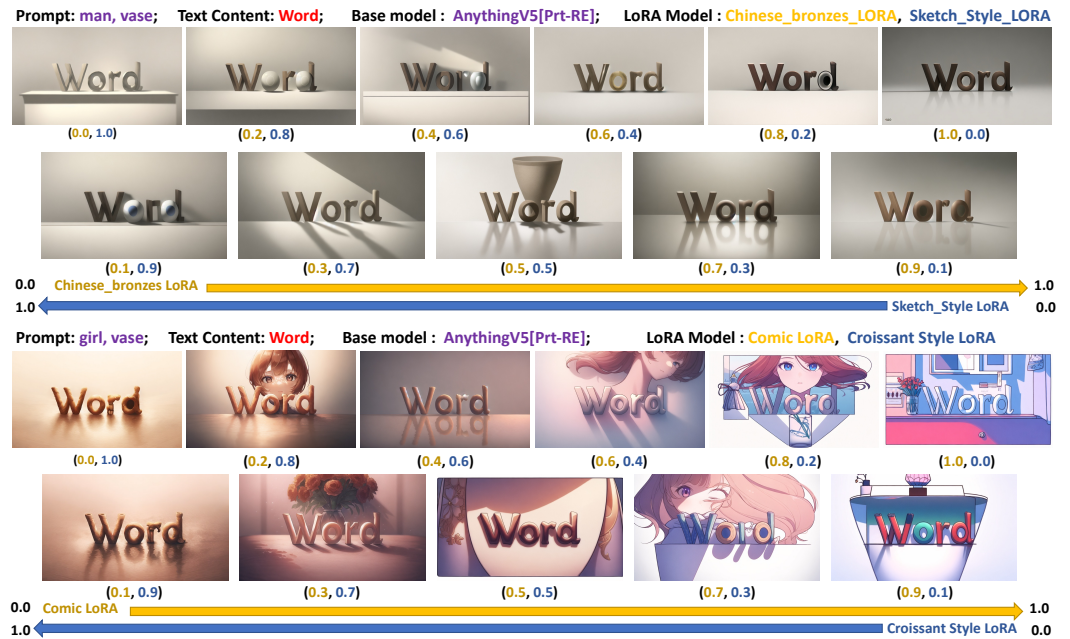 Prompt: man, vase; Text Content: Word; Base model : AnythingV5[Prt-RE]; LoRA Model : Chinese_bronzes_LORA, Sketch_Style_LORA
Word Word Word Word Word Word
(0.0, 1.0) (0.2, 0.8) (0.4, 0.6) (0.6, 0.4) (0.8, 0.2) (1.0, 0.0)
Word Word Word Word Word
(0.1, 0.9) (0.3, 0.7) (0.5, 0.5) (0.7, 0.3) (0.9, 0.1)
0.0 Chinese_bronzes LoRA 1.0
1.0 Sketch_Style LoRA 0.0
Prompt: girl, vase; Text Content: Word; Base model : AnythingV5[Prt-RE]; LoRA Model : Comic LoRA, Croissant Style LoRA
Word Word Word Word Word Word
(0.0, 1.0) (0.2, 0.8) (0.4, 0.6) (0.6, 0.4) (0.8, 0.2) (1.0, 0.0)
Word Word Word Word Word
(0.1, 0.9) (0.3, 0.7) (0.5, 0.5) (0.7, 0.3) (0.9, 0.1)
0.0 Comic LoRA 1.0
1.0 Croissant Style LoRA 0.0